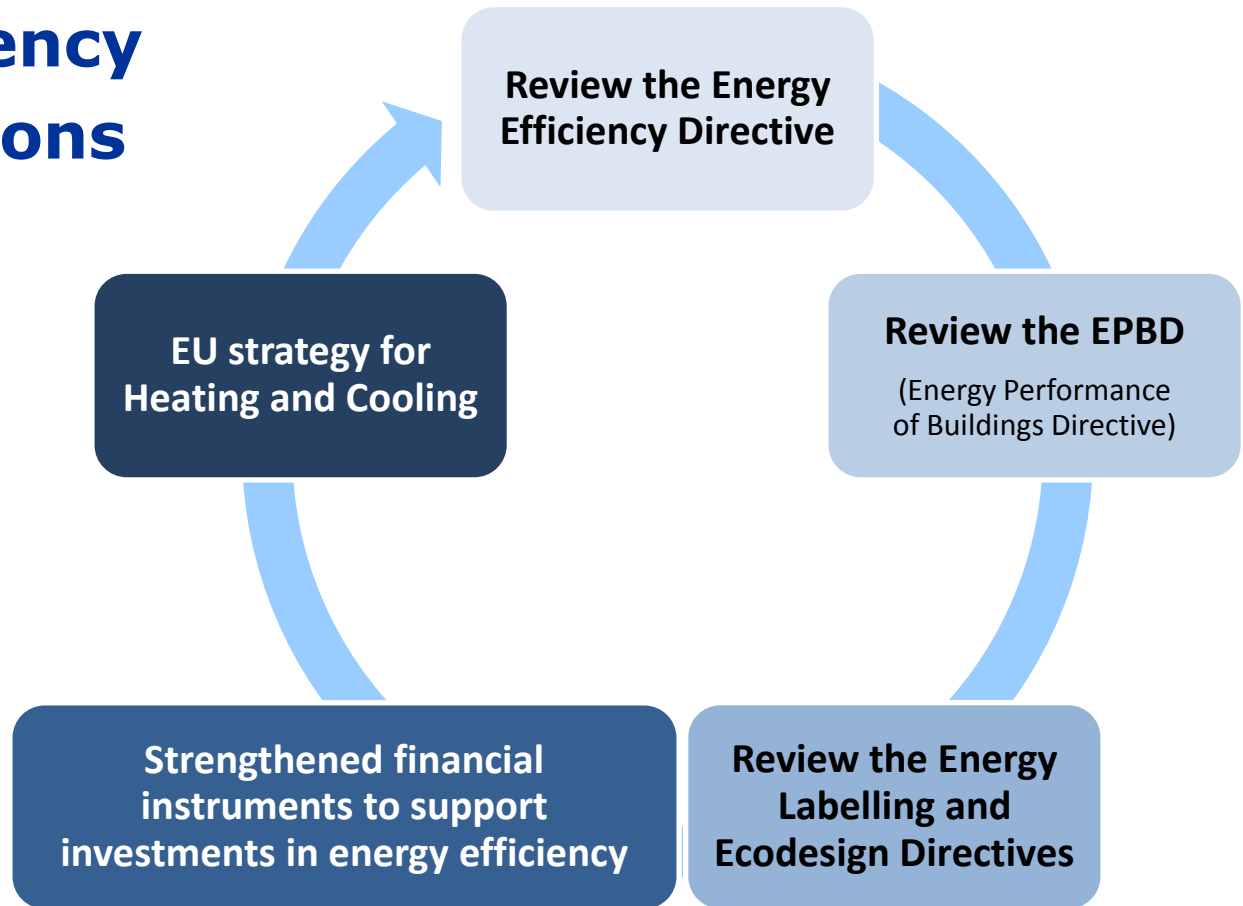 ency
ons
Review the Energy
Efficiency Directive
Review the EPBD
(Energy Performance
of Buildings Directive)
Review the Energy
Labelling and
Ecodesign Directives
Strengthened financial
instruments to support
investments in energy efficiency
EU strategy for
Heating and Cooling